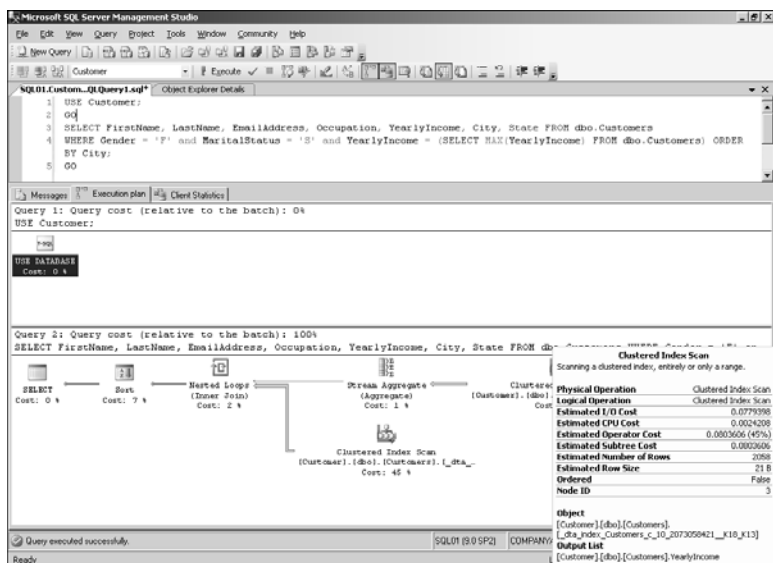 Microsoft SQL Server Management Studio
File Edit View Query Project Tools Window Community Help
New Query
Customer Execute
SQL01.Custom...QLQuery1.sql* Object Explorer Details
1 USE Customer;
2 GO
3 SELECT FirstName, LastName, EmailAddress, Occupation, YearlyIncome, City, State FROM dbo.Customers
4 WHERE Gender = 'F' and MaritalStatus = 'S' and YearlyIncome = (SELECT MAX(YearlyIncome) FROM dbo.Customers) ORDER
BY City;
5 GO
Messages Execution plan Client Statistics
Query 1: Query cost (relative to the batch): 0%
USE Customer;
T-SQL
USE DATABASE
Cost: 0 %
Query 2: Query cost (relative to the batch): 100%
SELECT FirstName, LastName, EmailAddress, Occupation, YearlyIncome, City, State FROM
SELECT
Cost: 0 %
Sort
Cost: 7 %
Nested Loops
(Inner Join)
Cost: 2 %
Stream Aggregate
(Aggregate)
Cost: 1 %
Clustered
[Customer].[dbo].
Clustered Index Scan
[Customer].[dbo].[Customers].[_dta_...
Cost: 45 %
Clustered Index Scan
Scanning a clustered index, entirely or only a range.
Physical Operation Clustered Index Scan
Logical Operation Clustered Index Scan
Estimated I/O Cost 0.0779398
Estimated CPU Cost 0.0024208
Estimated Operator Cost 0.0803606 (45%)
Estimated Subtree Cost 0.0803606
Estimated Number of Rows 2058
Estimated Row Size 21 B
Ordered False
Node ID 3
Object
[Customer].[dbo].[Customers].
[_dta_index_Customers_c_10_2073058421__K18_K13]
Output List
[Customer].[dbo].[Customers].YearlyIncome
Query executed successfully. SQL01 (9.0 SP2) COMPANY
Ready